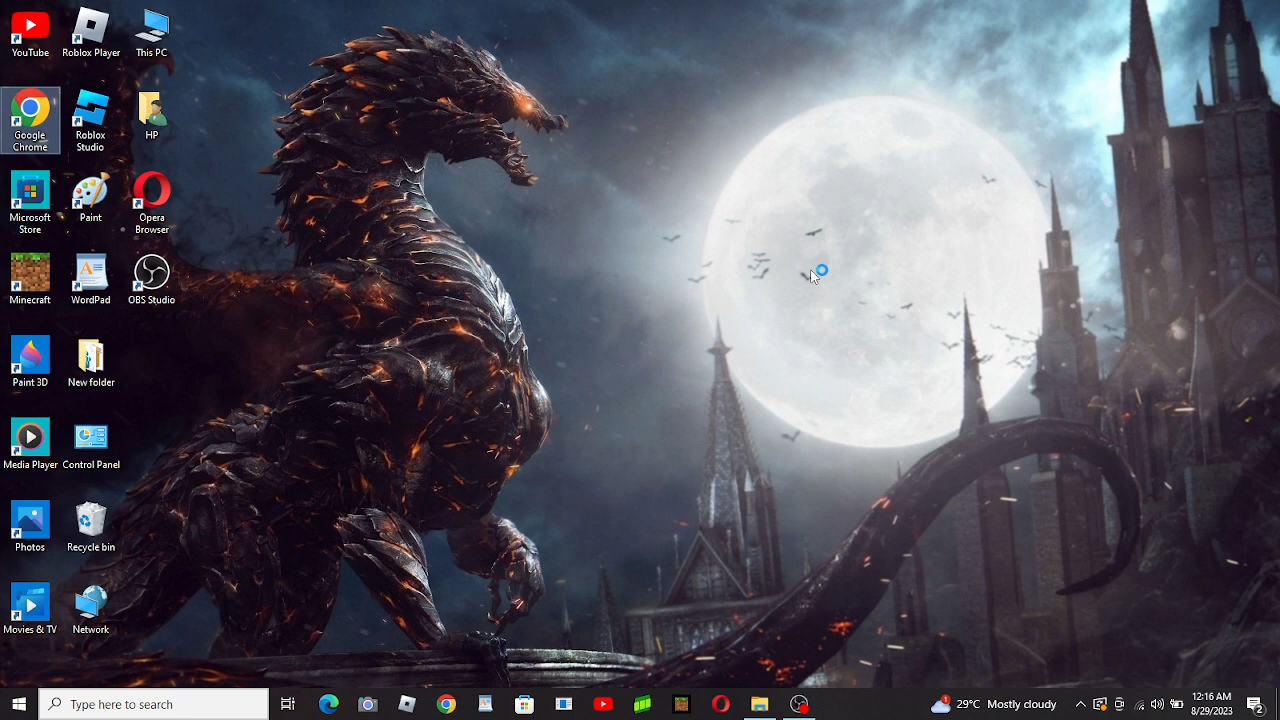 YouTube
Roblox Player
This PC
Google
Chrome
Roblox
Studio
HP
Microsoft
Store
Paint
Opera
Browser
Minecraft
WordPad
OBS Studio
Paint 3D
New folder
Media Player
Control Panel
Photos
Recycle bin
Movies & TV
Network
Type here to search
1
29°C Mostly cloudy
12:16 AM
8/29/2023
2